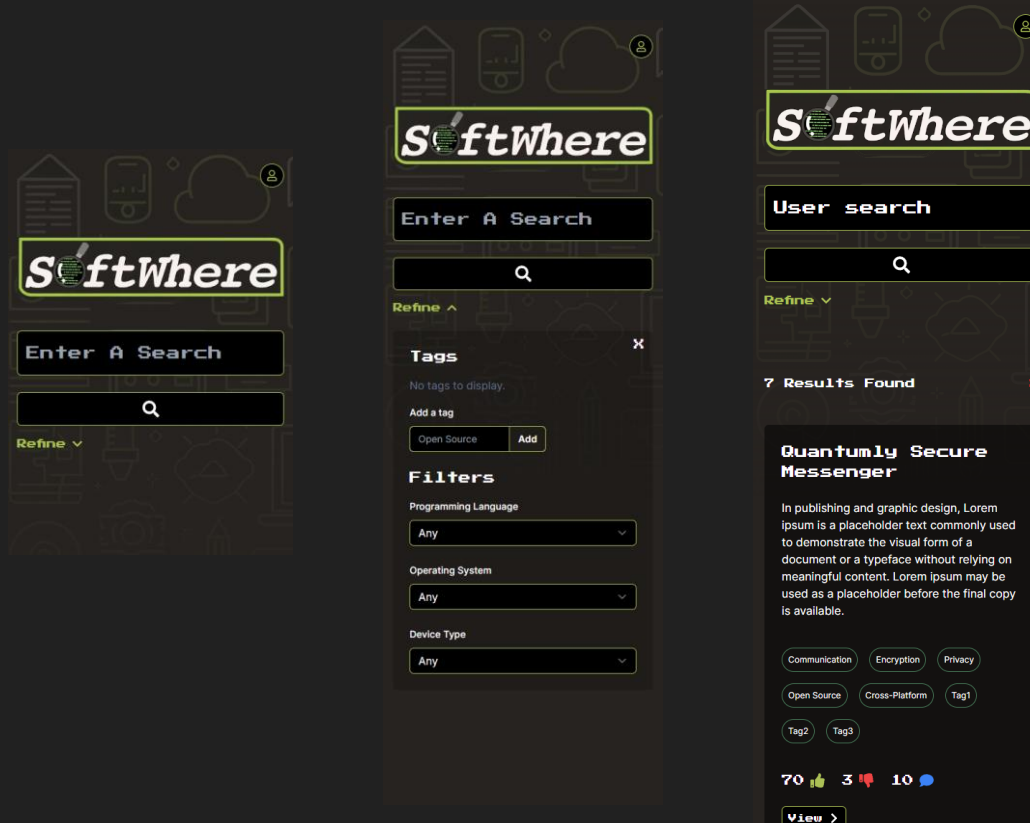 SoftWhere
Enter A Search
Refine
SoftWhere
Enter A Search
Refine
Tags
No tags to display.
Add a tag
Open Source
Add
Filters
Programming Language
Any
Operating System
Any
Device Type
Any
SoftWhere
User search
Refine
7 Results Found
Quantumly Secure
Messenger
In publishing and graphic design, Lorem
ipsum is a placeholder text commonly used
to demonstrate the visual form of a
document or a typeface without relying on
meaningful content. Lorem ipsum may be
used as a placeholder before the final copy
is available.
Communication Encryption Privacy
Open Source Cross-Platform Tag1
Tag2 Tag3
70 3 10
View >